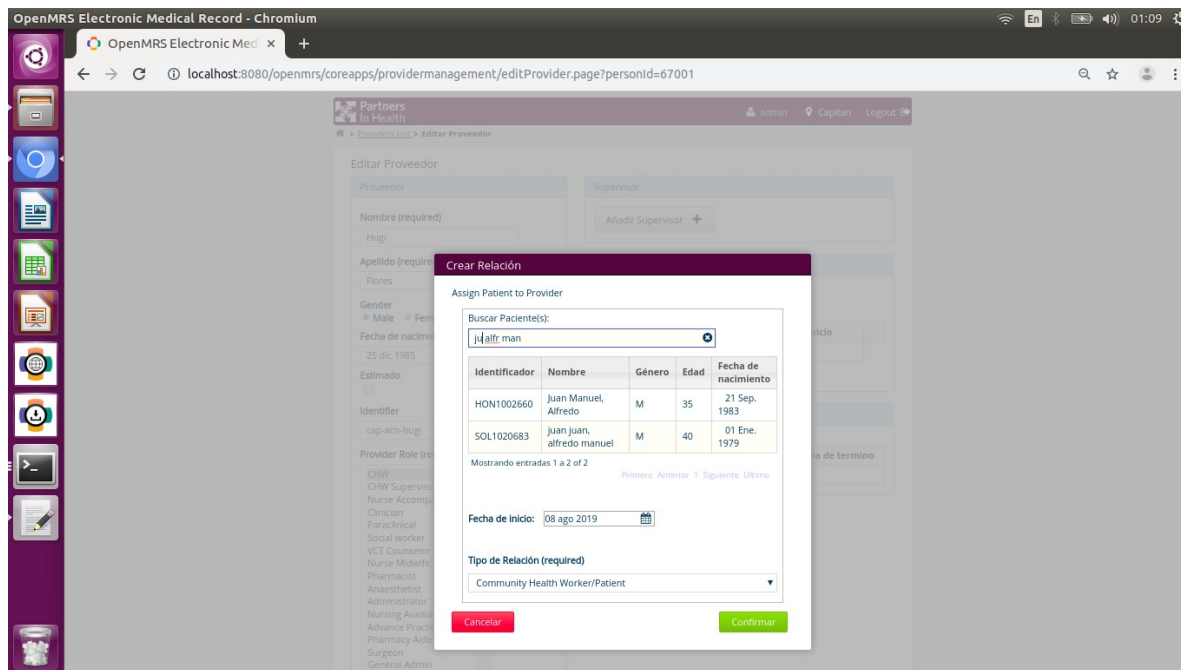 OpenMRS Electronic Medical Record - Chromium
En
01:09
OpenMRS Electronic Med
localhost:8080/openmrs/coreapps/providermanagement/editProvider.page?personId=67001
Partners
In Health
admin
Capitan
Logout
Providers List > Editar Proveedor
Editar Proveedor
Proveedor
Supervisor
Nombre (required)
Añadir Supervisor
Hugi
Apellido (require
Flores
Gender
Male Fem
Fecha de nacimie
nicio
25 dic 1985
Estimado
Identifier
cap-acn-hugi
Provider Role (re
a de termino
CHW
CHW Superviso
Nurse Accomp
Clinician
Paraclinical
Social worker
VCT Counselor
Nurse Midwife
Pharmacist
Anaesthetist
Administrator
Nursing Auxilia
Advance Practi
Pharmacy Aide
Surgeon
General Admin
Crear Relación
Assign Patient to Provider
Buscar Paciente(s):
ju alfr man
Identificador Nombre Género Edad Fecha de nacimiento
HON1002660 Juan Manuel, Alfredo M 35 21 Sep. 1983
SOL1020683 juan juan, alfredo manuel M 40 01 Ene. 1979
Mostrando entradas 1 a 2 of 2
Primero Anterior 1 Siguiente Ultimo
Fecha de inicio: 08 ago 2019
Tipo de Relación (required)
Community Health Worker/Patient
Cancelar
Confirmar